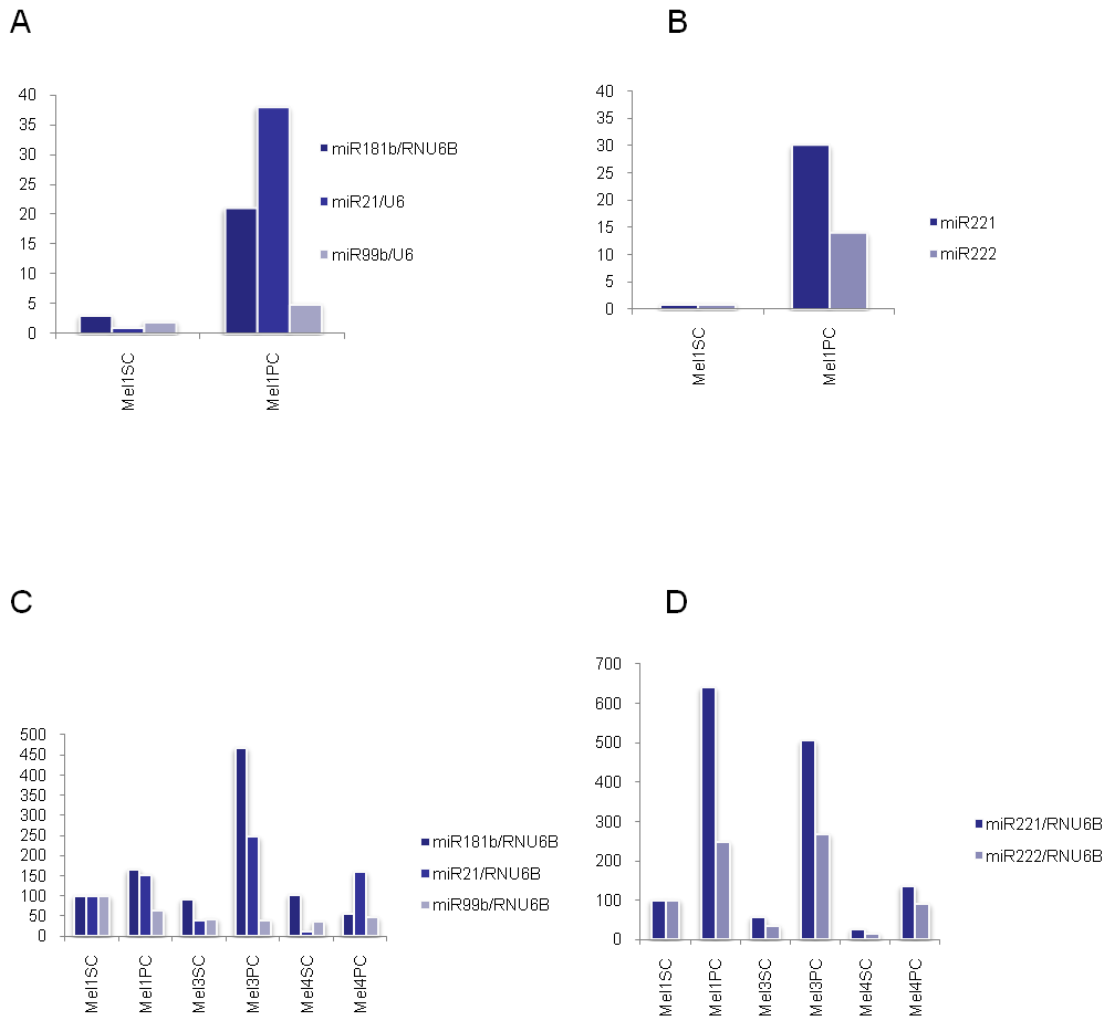 A
40
35
30
25
20
15
10
5
0
Mel1SC
Mel1PC
miR181b/RNU6B
miR21/U6
miR99b/U6
B
40
35
30
25
20
15
10
5
0
Mel1SC
Mel1PC
miR221
miR222
C
500
450
400
350
300
250
200
150
100
50
0
Mel1SC
Mel1PC
Mel3SC
Mel3PC
Mel4SC
Mel4PC
miR181b/RNU6B
miR21/RNU6B
miR99b/RNU6B
D
700
600
500
400
300
200
100
0
Mel1SC
Mel1PC
Mel3SC
Mel3PC
Mel4SC
Mel4PC
miR221/RNU6B
miR222/RNU6B